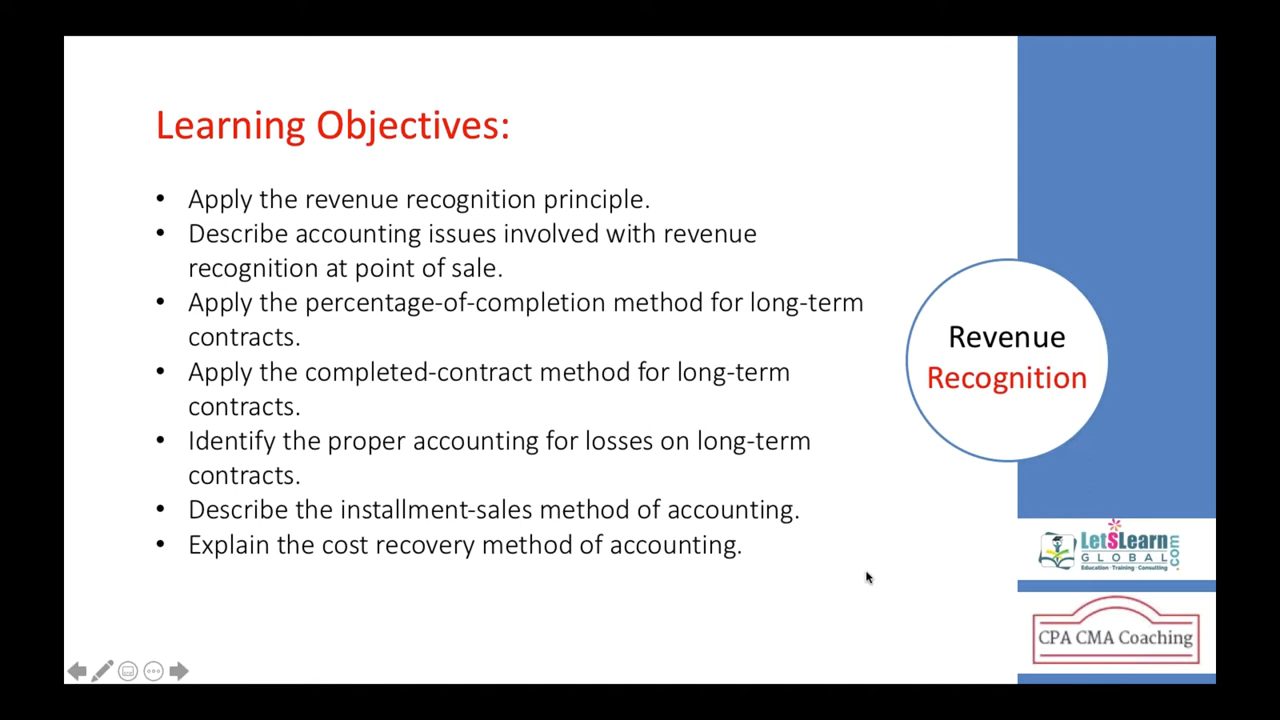 Learning Objectives:
• Apply the revenue recognition principle.
• Describe accounting issues involved with revenue
recognition at point of sale.
• Apply the percentage-of-completion method for long-term
contracts.
• Apply the completed-contract method for long-term
contracts.
• Identify the proper accounting for losses on long-term
contracts.
• Describe the installment-sales method of accounting.
• Explain the cost recovery method of accounting.
Revenue
Recognition
LetSLearn
GLOBAL
.com
Education · Training · Consulting
CPA CMA Coaching